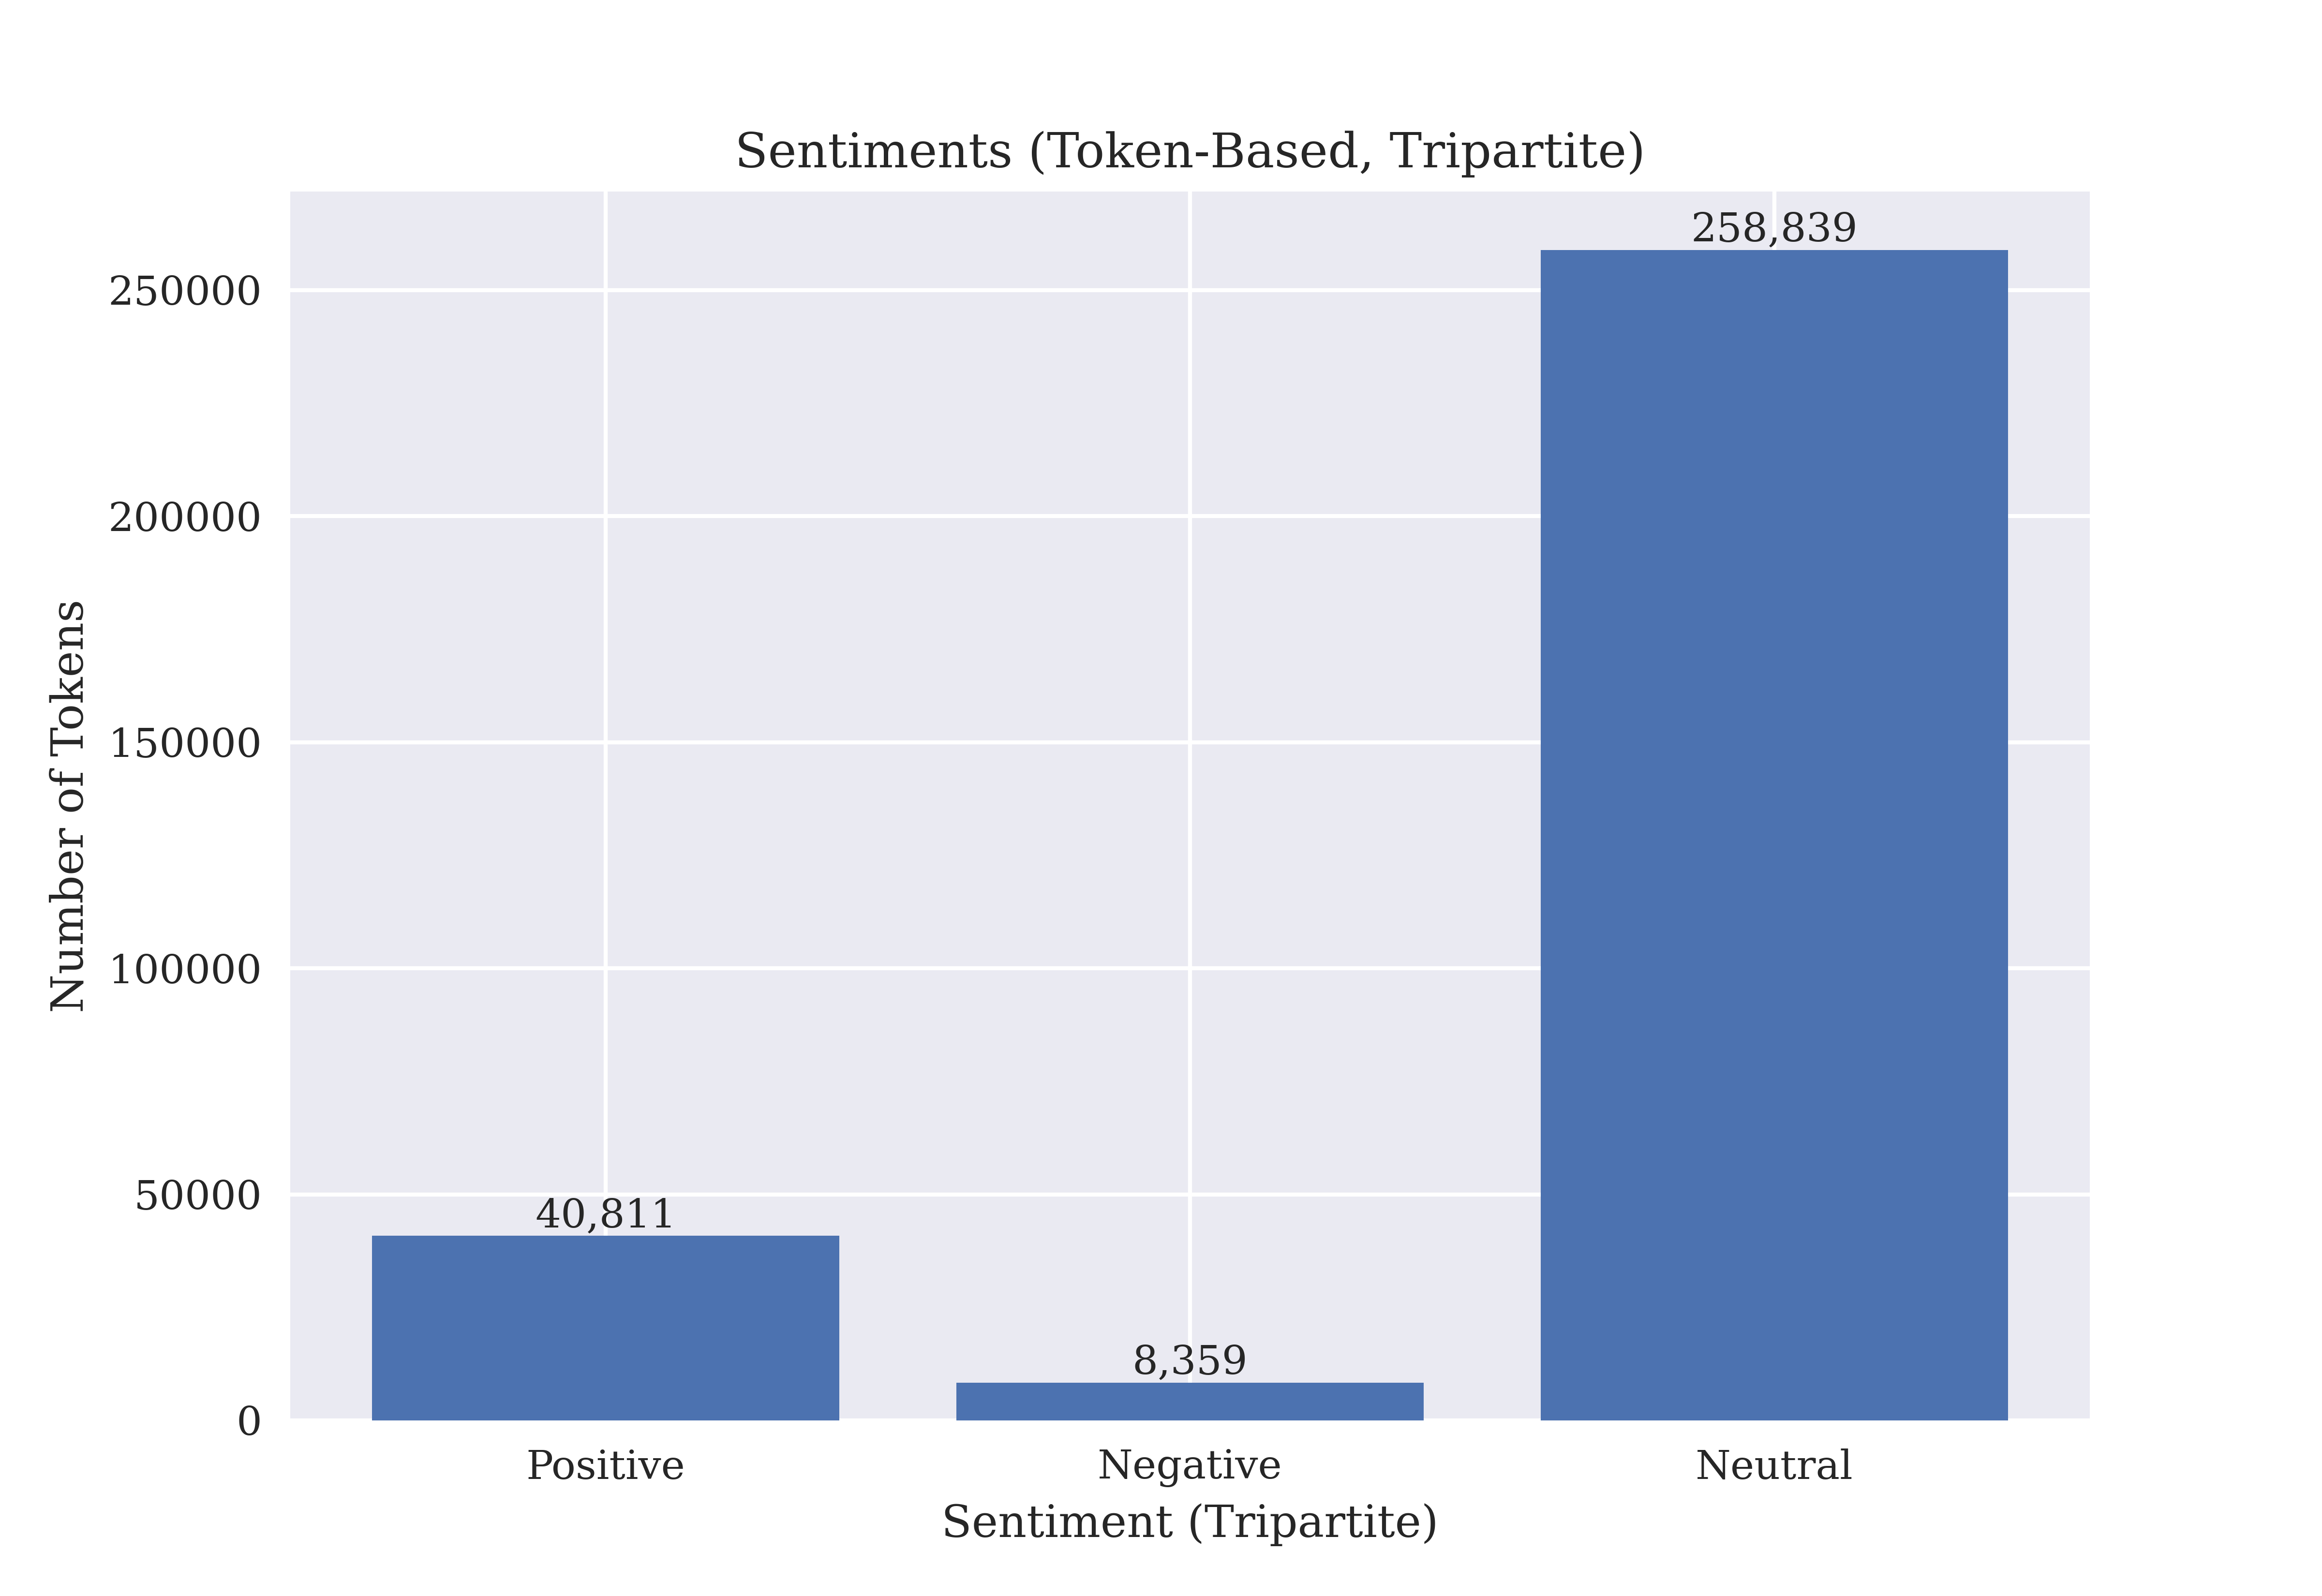 Sentiments (Token-Based, Tripartite)
258,839
250000
200000
150000
100000
50000
0
Number of Tokens
40,811
8,359
Positive
Negative
Neutral
Sentiment (Tripartite)